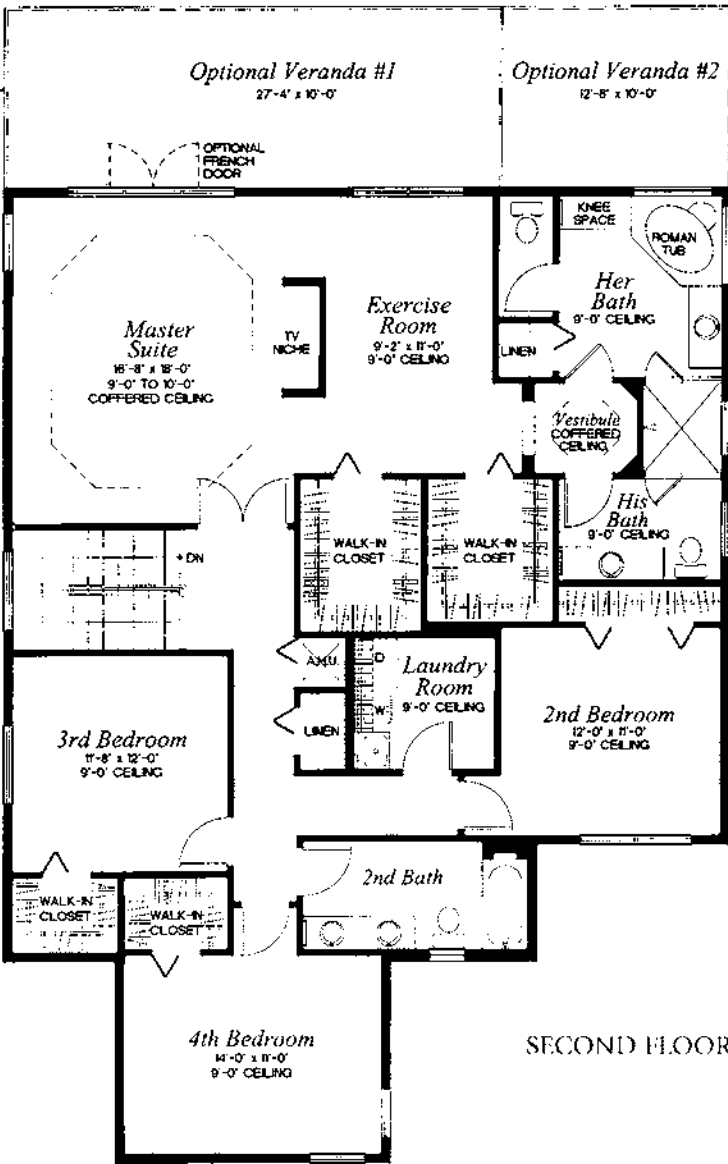 Optional Veranda #1
27'-4" x 10'-0"
Optional Veranda #2
12'-8" x 10'-0"
OPTIONAL
FRENCH
DOOR
KNEE
SPACE
ROMAN
TUB
Her
Bath
9'-0" CEILING
Master
Suite
16'-8" x 18'-0"
9'-0" TO 10'-0"
COFFERED CEILING
TV
NICHE
Exercise
Room
9'-2" x 11'-0"
9'-0" CEILING
LINEN
Vestibule
COFFERED
CEILING
His
Bath
9'-0" CEILING
WALK-IN
CLOSET
WALK-IN
CLOSET
DN
A.H.U.
D
W
Laundry
Room
9'-0" CEILING
LINEN
2nd Bedroom
12'-0" x 11'-0"
9'-0" CEILING
3rd Bedroom
11'-8" x 12'-0"
9'-0" CEILING
2nd Bath
WALK-IN
CLOSET
WALK-IN
CLOSET
4th Bedroom
14'-0" x 11'-0"
9'-0" CEILING
SECOND FLOOR